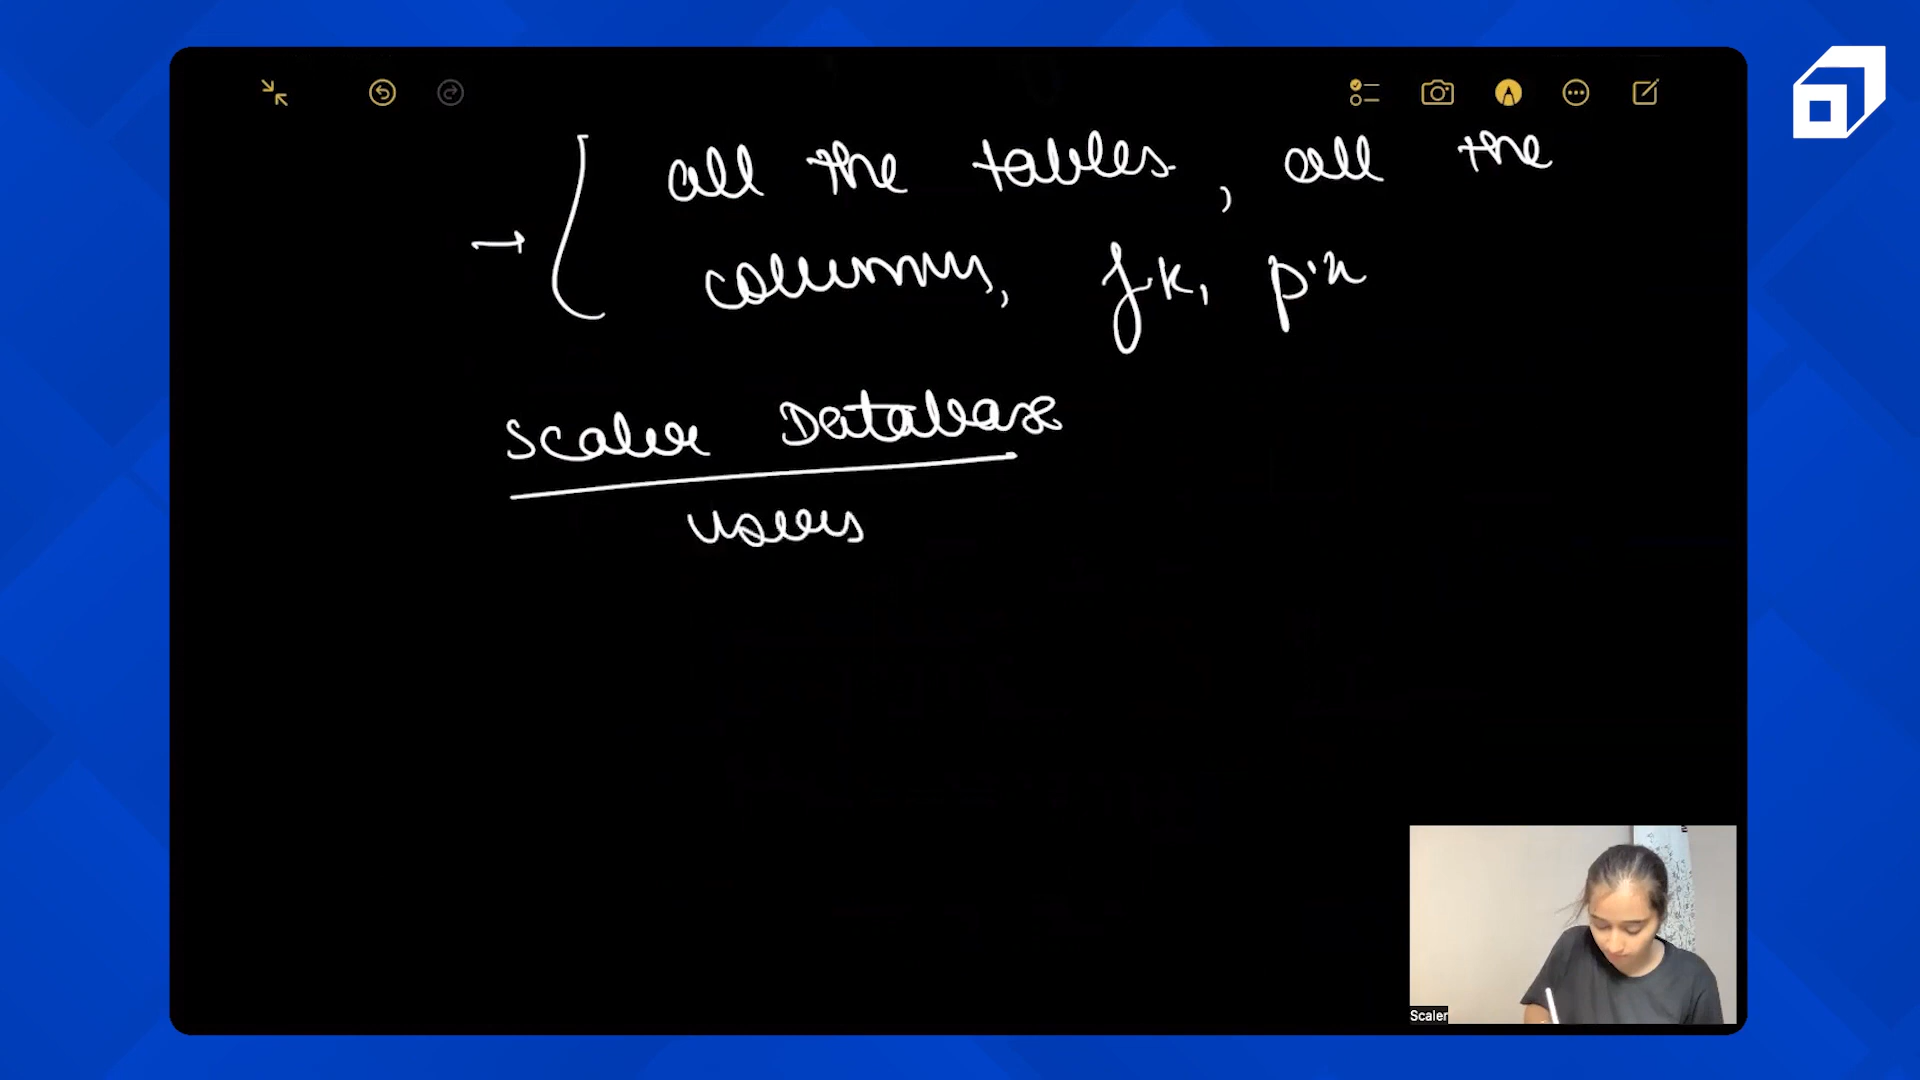 → all the tables, all the
columns, f.k, p.k
Scaler Database
users
Scaler